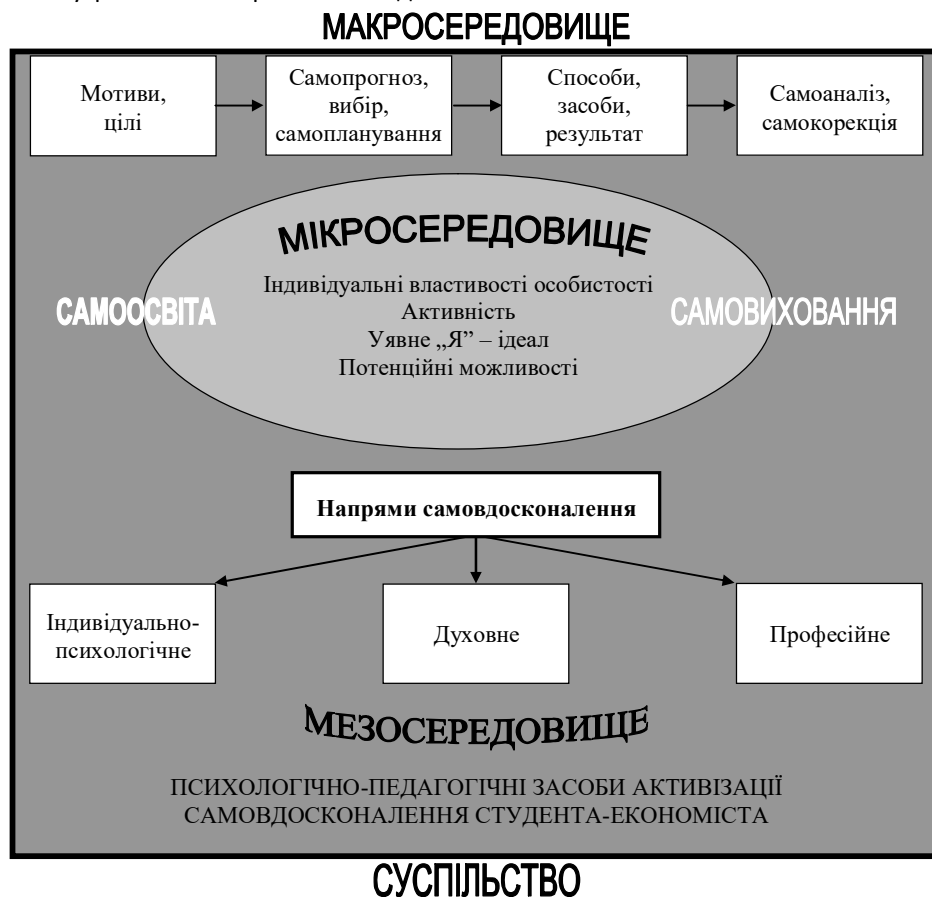 МАКРОСЕРЕДОВИЩЕ
Мотиви,
цілі
Самопрогноз,
вибір,
самопланування
Способи,
засоби,
результат
Самоаналіз,
самокорекція
МІКРОСЕРЕДОВИЩЕ
Індивідуальні властивості особистості
Активність
Уявне „Я” – ідеал
Потенційні можливості
САМООСВІТА
САМОВИХОВАННЯ
Напрями самовдосконалення
Індивідуально-
психологічне
Духовне
Професійне
МЕЗОСЕРЕДОВИЩЕ
ПСИХОЛОГІЧНО-ПЕДАГОГІЧНІ ЗАСОБИ АКТИВІЗАЦІЇ
САМОВДОСКОНАЛЕННЯ СТУДЕНТА-ЕКОНОМІСТА
СУСПІЛЬСТВО